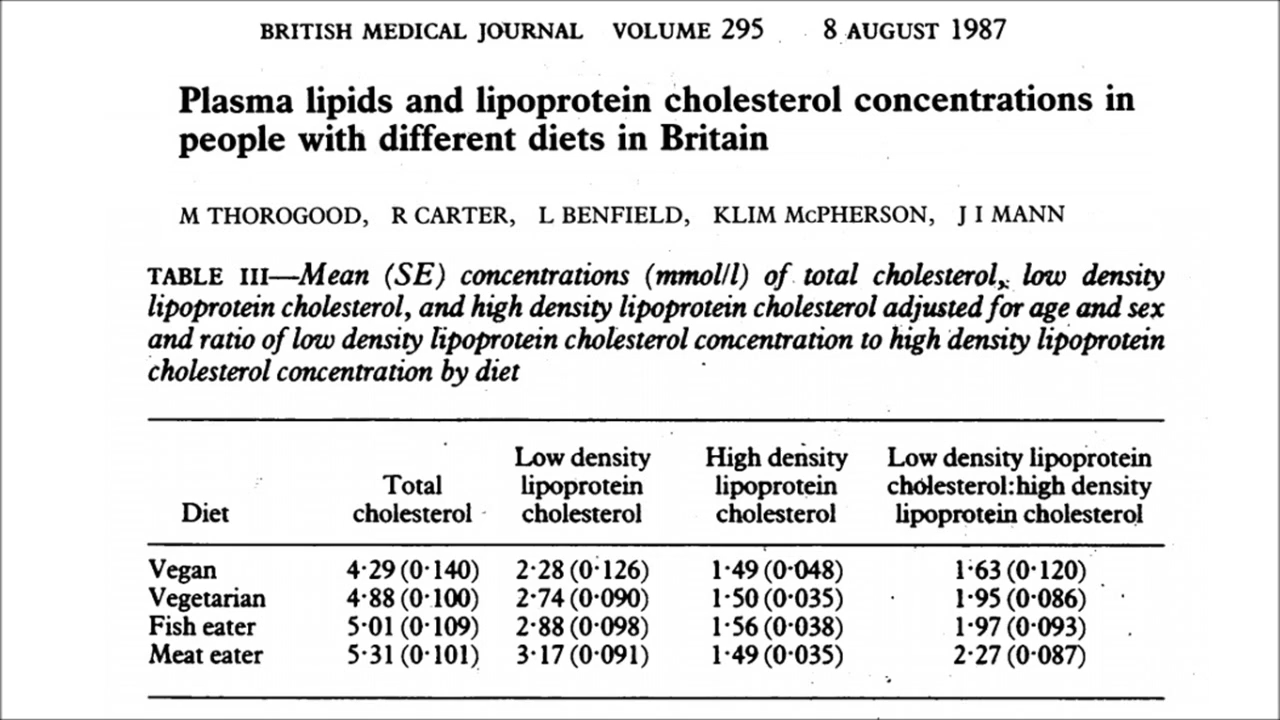 BRITISH MEDICAL JOURNAL VOLUME 295 8 AUGUST 1987
Plasma lipids and lipoprotein cholesterol concentrations in
people with different diets in Britain
M THOROGOOD, R CARTER, L BENFIELD, KLIM McPHERSON, J I MANN
TABLE III—Mean (SE) concentrations (mmol/l) of total cholesterol, low density
lipoprotein cholesterol, and high density lipoprotein cholesterol adjusted for age and sex
and ratio of low density lipoprotein cholesterol concentration to high density lipoprotein
cholesterol concentration by diet
Diet Total cholesterol Low density lipoprotein cholesterol High density lipoprotein cholesterol Low density lipoprotein cholesterol:high density lipoprotein cholesterol
Vegan 4·29 (0·140) 2·28 (0·126) 1·49 (0·048) 1·63 (0·120)
Vegetarian 4·88 (0·100) 2·74 (0·090) 1·50 (0·035) 1·95 (0·086)
Fish eater 5·01 (0·109) 2·88 (0·098) 1·56 (0·038) 1·97 (0·093)
Meat eater 5·31 (0·101) 3·17 (0·091) 1·49 (0·035) 2·27 (0·087)